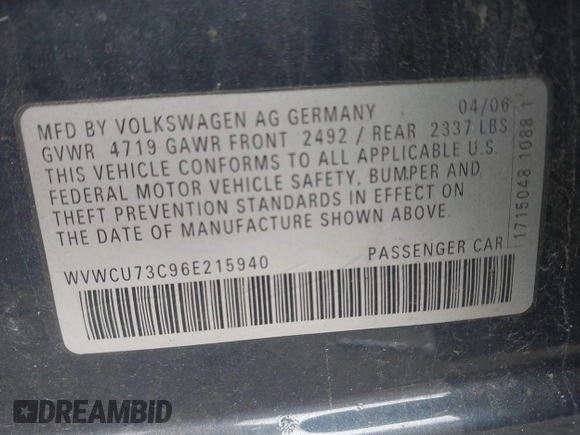 MFD BY VOLKSWAGEN AG GERMANY 04/06
GVWR 4719 GAWR FRONT 2492 / REAR 2337 LBS
THIS VEHICLE CONFORMS TO ALL APPLICABLE U.S.
FEDERAL MOTOR VEHICLE SAFETY, BUMPER AND
THEFT PREVENTION STANDARDS IN EFFECT ON
THE DATE OF MANUFACTURE SHOWN ABOVE.
WVWCU73C96E215940 PASSENGER CAR
1715048 1088 1
DREAMBID